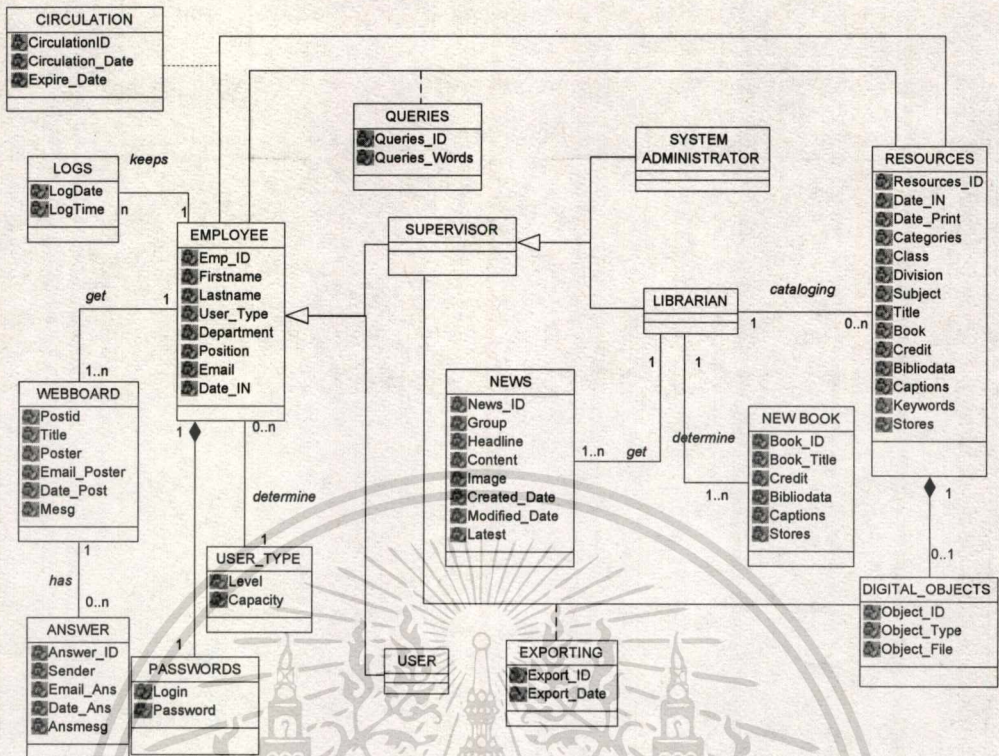 CIRCULATION
CirculationID
Circulation_Date
Expire_Date
QUERIES
Queries_ID
Queries_Words
SYSTEM
ADMINISTRATOR
RESOURCES
Resources_ID
Date_IN
Date_Print
Categories
Class
Division
Subject
Title
Book
Credit
Bibliodata
Captions
Keywords
Stores
LOGS
LogDate
LogTime
keeps
n
1
EMPLOYEE
Emp_ID
Firstname
Lastname
User_Type
Department
Position
Email
Date_IN
SUPERVISOR
LIBRARIAN
cataloging
1
0..n
get
1
1..n
WEBBOARD
Postid
Title
Poster
Email_Poster
Date_Post
Mesg
1
0..n
determine
1
NEWS
News_ID
Group
Headline
Content
Image
Created_Date
Modified_Date
Latest
1
1
1..n
get
determine
1..n
NEW BOOK
Book_ID
Book_Title
Credit
Bibliodata
Captions
Stores
1
0..1
USER_TYPE
Level
Capacity
1
has
0..n
ANSWER
Answer_ID
Sender
Email_Ans
Date_Ans
Ansmesg
1
PASSWORDS
Login
Password
USER
EXPORTING
Export_ID
Export_Date
DIGITAL_OBJECTS
Object_ID
Object_Type
Object_File